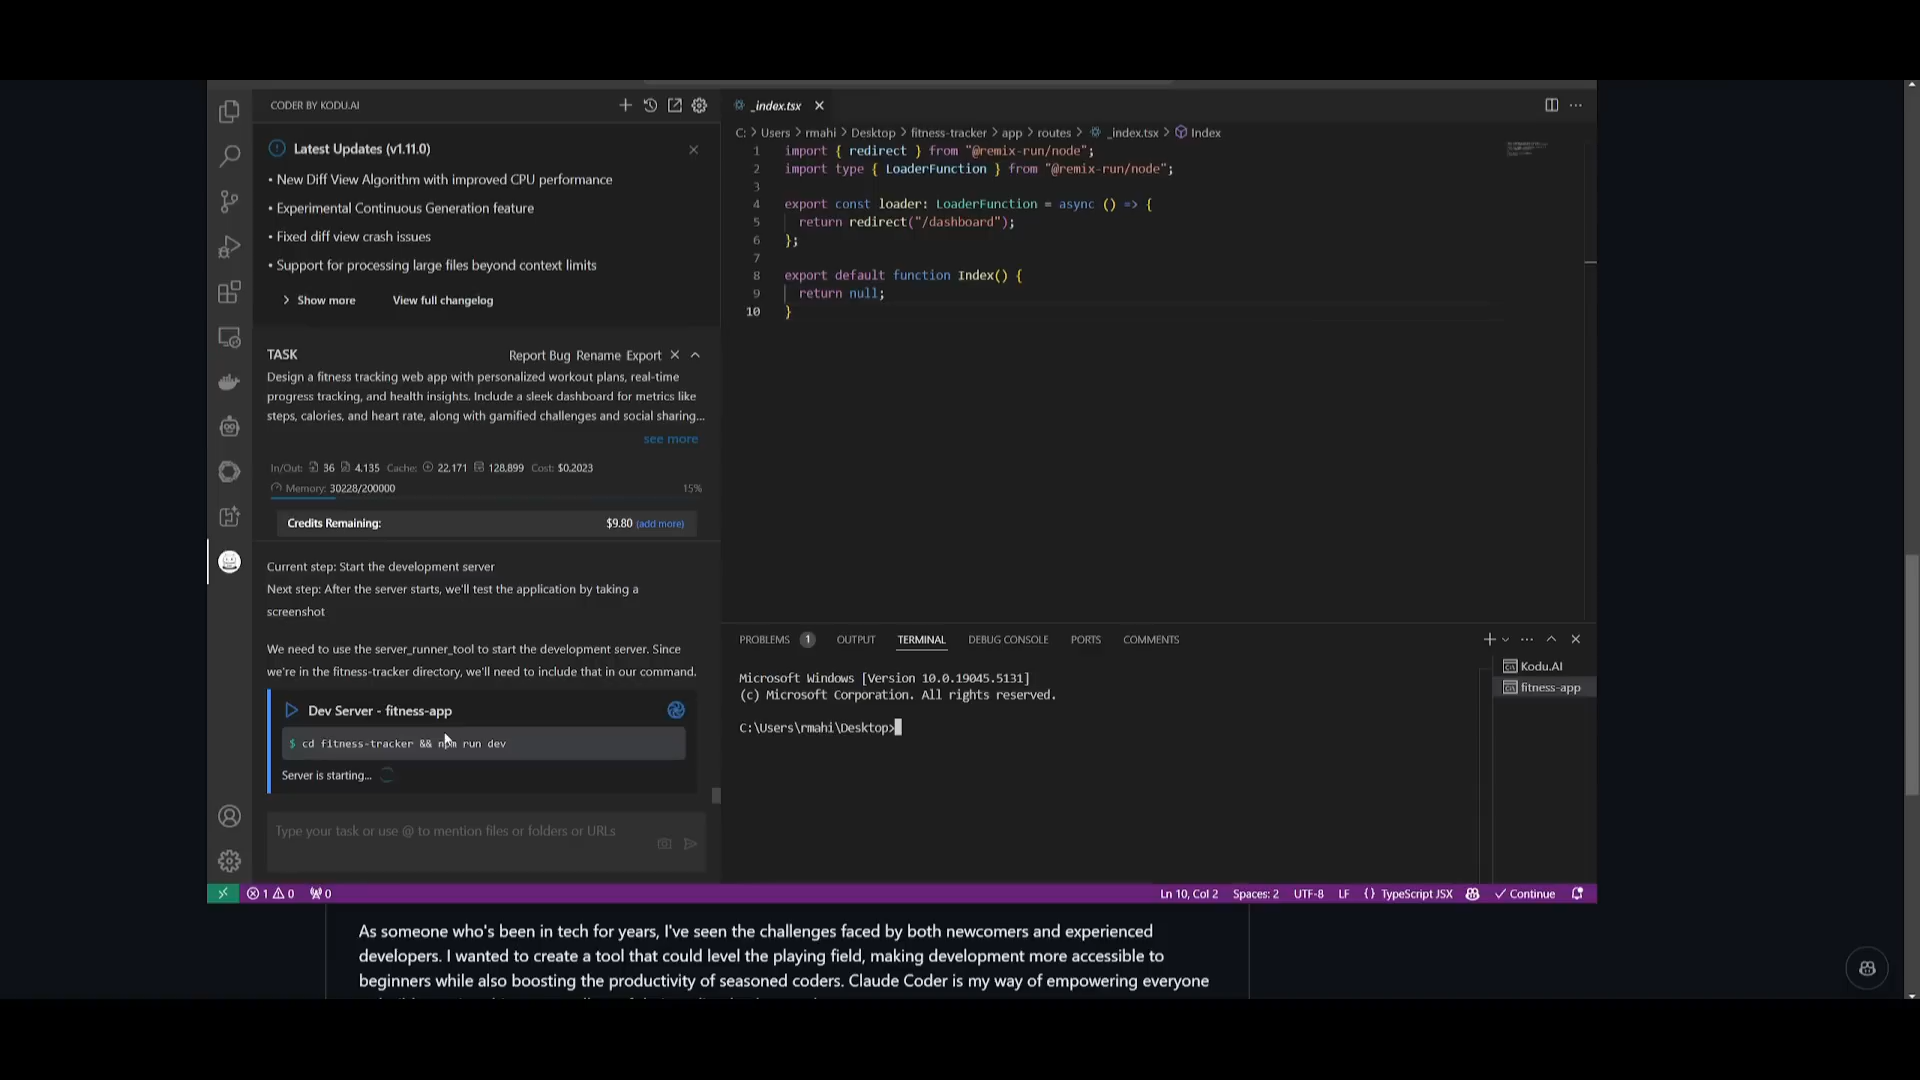 CODER BY KODU.AI
Latest Updates (v1.11.0)
• New Diff View Algorithm with improved CPU performance
• Experimental Continuous Generation feature
• Fixed diff view crash issues
• Support for processing large files beyond context limits
Show more View full changelog
TASK Report Bug Rename Export
Design a fitness tracking web app with personalized workout plans, real-time
progress tracking, and health insights. Include a sleek dashboard for metrics like
steps, calories, and heart rate, along with gamified challenges and social sharing...
see more
In/Out: 36 4,135 Cache: 22,171 128,899 Cost: $0.2023
Memory: 30228/200000 15%
Credits Remaining: $9.80 (add more)
Current step: Start the development server
Next step: After the server starts, we'll test the application by taking a
screenshot
We need to use the server_runner_tool to start the development server. Since
we're in the fitness-tracker directory, we'll need to include that in our command.
Dev Server - fitness-app
$ cd fitness-tracker && npm run dev
Server is starting...
Type your task or use @ to mention files or folders or URLs
_index.tsx
C: > Users > rmahi > Desktop > fitness-tracker > app > routes > _index.tsx > Index
1 import { redirect } from "@remix-run/node";
2 import type { LoaderFunction } from "@remix-run/node";
3
4 export const loader: LoaderFunction = async () => {
5 return redirect("/dashboard");
6 };
7
8 export default function Index() {
9 return null;
10 }
PROBLEMS 1 OUTPUT TERMINAL DEBUG CONSOLE PORTS COMMENTS
Microsoft Windows [Version 10.0.19045.5131]
(c) Microsoft Corporation. All rights reserved.
C:\Users\rmahi\Desktop>
Kodu.AI
fitness-app
1 0 0 Ln 10, Col 2 Spaces: 2 UTF-8 LF {} TypeScript JSX Continue
As someone who's been in tech for years, I've seen the challenges faced by both newcomers and experienced
developers. I wanted to create a tool that could level the playing field, making development more accessible to
beginners while also boosting the productivity of seasoned coders. Claude Coder is my way of empowering everyone